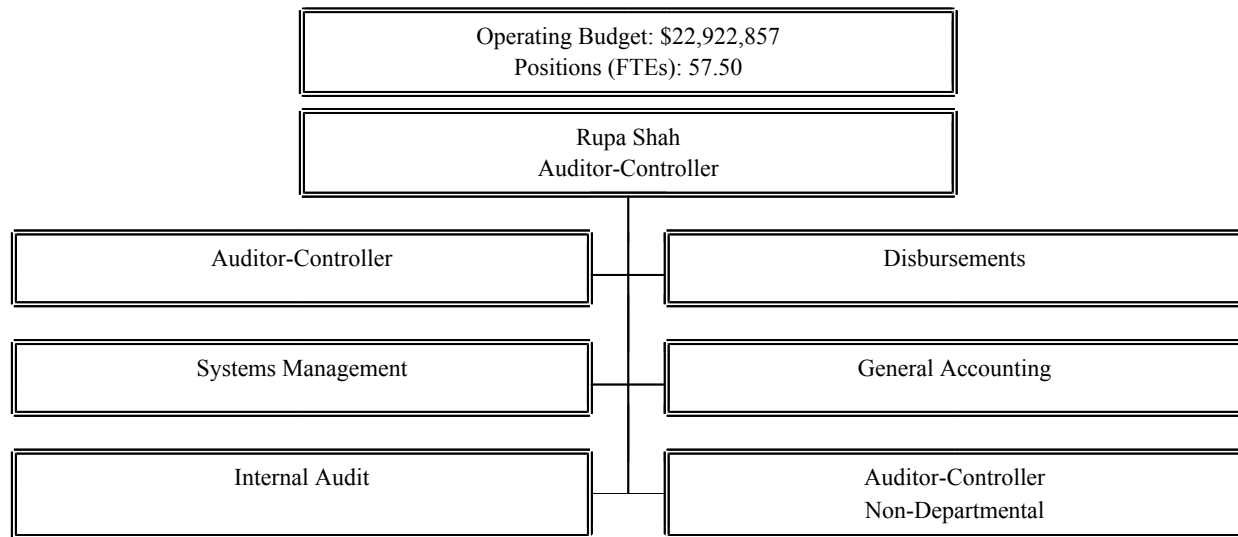 Operating Budget: $22,922,857
Positions (FTEs): 57.50
Rupa Shah
Auditor-Controller
Auditor-Controller
Disbursements
Systems Management
General Accounting
Internal Audit
Auditor-Controller
Non-Departmental